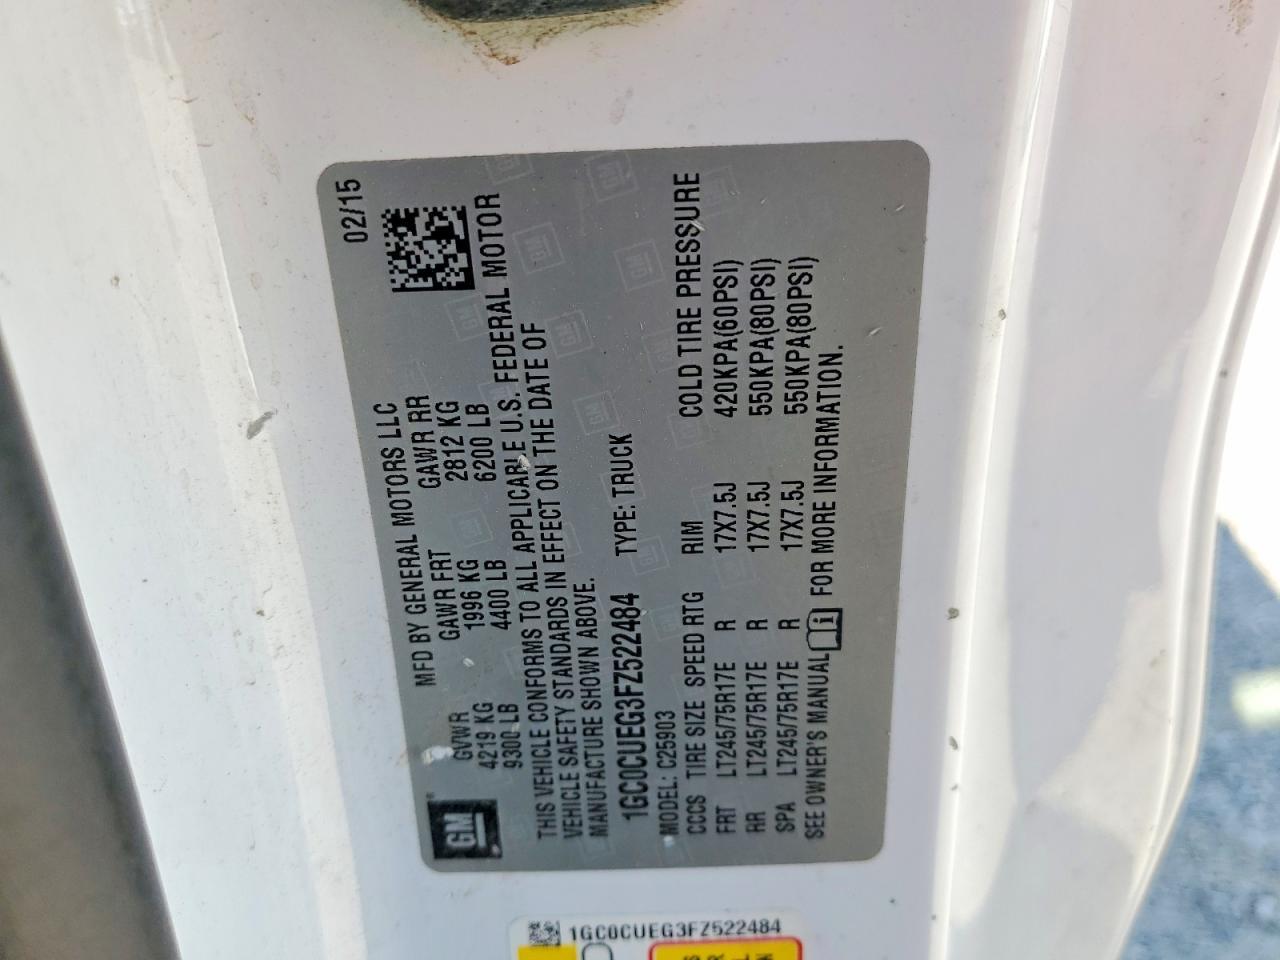 02/15
MFD BY GENERAL MOTORS LLC
GVWR GAWR FRT GAWR RR
4219 KG 1996 KG 2812 KG
9300 LB 4400 LB 6200 LB
THIS VEHICLE CONFORMS TO ALL APPLICABLE U.S. FEDERAL MOTOR
VEHICLE SAFETY STANDARDS IN EFFECT ON THE DATE OF
MANUFACTURE SHOWN ABOVE.
1GC0CUEG3FZ522484 TYPE: TRUCK
MODEL: C25903
CCCS TIRE SIZE SPEED RTG RIM COLD TIRE PRESSURE
FRT LT245/75R17E R 17X7.5J 420KPA(60PSI)
RR LT245/75R17E R 17X7.5J 550KPA(80PSI)
SPA LT245/75R17E R 17X7.5J 550KPA(80PSI)
SEE OWNER'S MANUAL i FOR MORE INFORMATION.
GM
1GC0CUEG3FZ522484